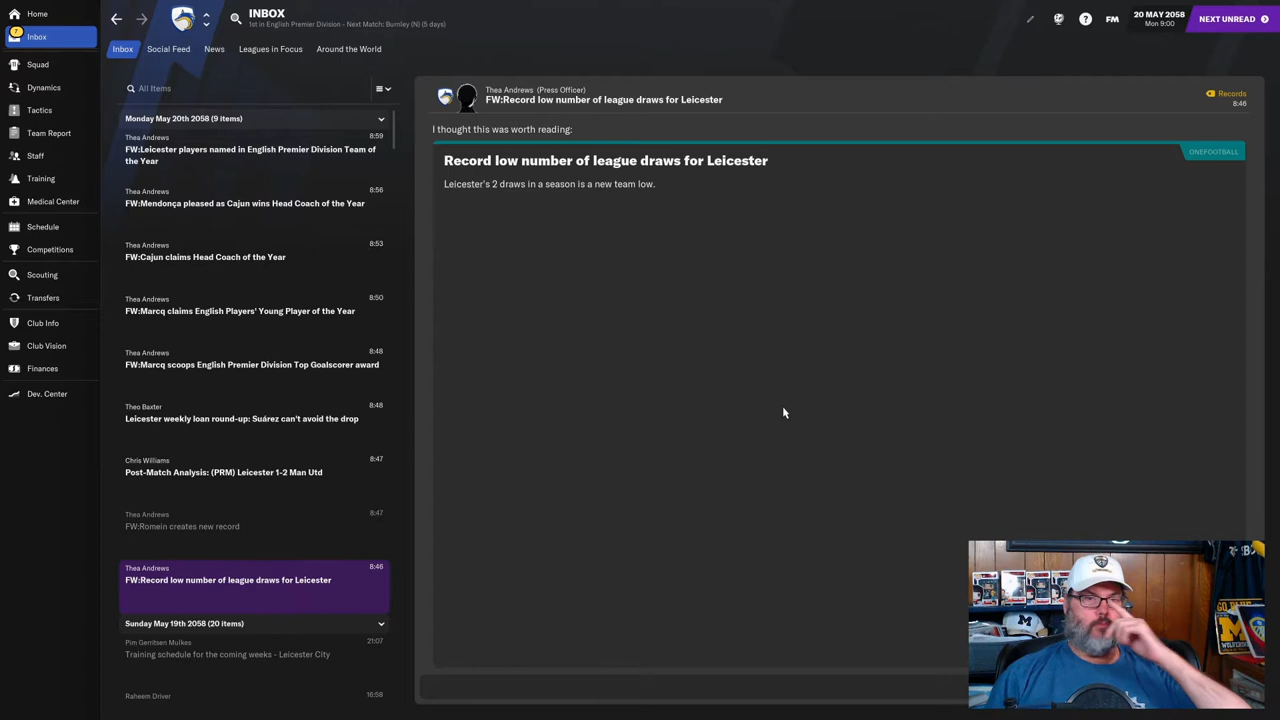 Home
INBOX
1st in English Premier Division - Next Match: Burnley (N) (5 days)
?
FM
20 MAY 2058
Mon 9:00
NEXT UNREAD
7
Inbox
Inbox
Social Feed
News
Leagues in Focus
Around the World
Squad
Dynamics
Tactics
Team Report
Staff
Training
Medical Center
Schedule
Competitions
Scouting
Transfers
Club Info
Club Vision
Finances
Dev. Center
All Items
Monday May 20th 2058 (9 items)
Thea Andrews
8:59
FW:Leicester players named in English Premier Division Team of
the Year
Thea Andrews
8:56
FW:Mendonça pleased as Cajun wins Head Coach of the Year
Thea Andrews
8:53
FW:Cajun claims Head Coach of the Year
Thea Andrews
8:50
FW:Marcq claims English Players' Young Player of the Year
Thea Andrews
8:48
FW:Marcq scoops English Premier Division Top Goalscorer award
Theo Baxter
8:48
Leicester weekly loan round-up: Suárez can't avoid the drop
Chris Williams
8:47
Post-Match Analysis: (PRM) Leicester 1-2 Man Utd
Thea Andrews
8:47
FW:Romein creates new record
Thea Andrews
8:46
FW:Record low number of league draws for Leicester
Sunday May 19th 2058 (20 items)
Pim Gerritsen Mulkes
21:07
Training schedule for the coming weeks - Leicester City
Raheem Driver
16:58
Thea Andrews (Press Officer)
FW:Record low number of league draws for Leicester
Records
8:46
I thought this was worth reading:
Record low number of league draws for Leicester
ONEFOOTBALL
Leicester's 2 draws in a season is a new team low.
GO BLUE
M
WOLVERINES
M